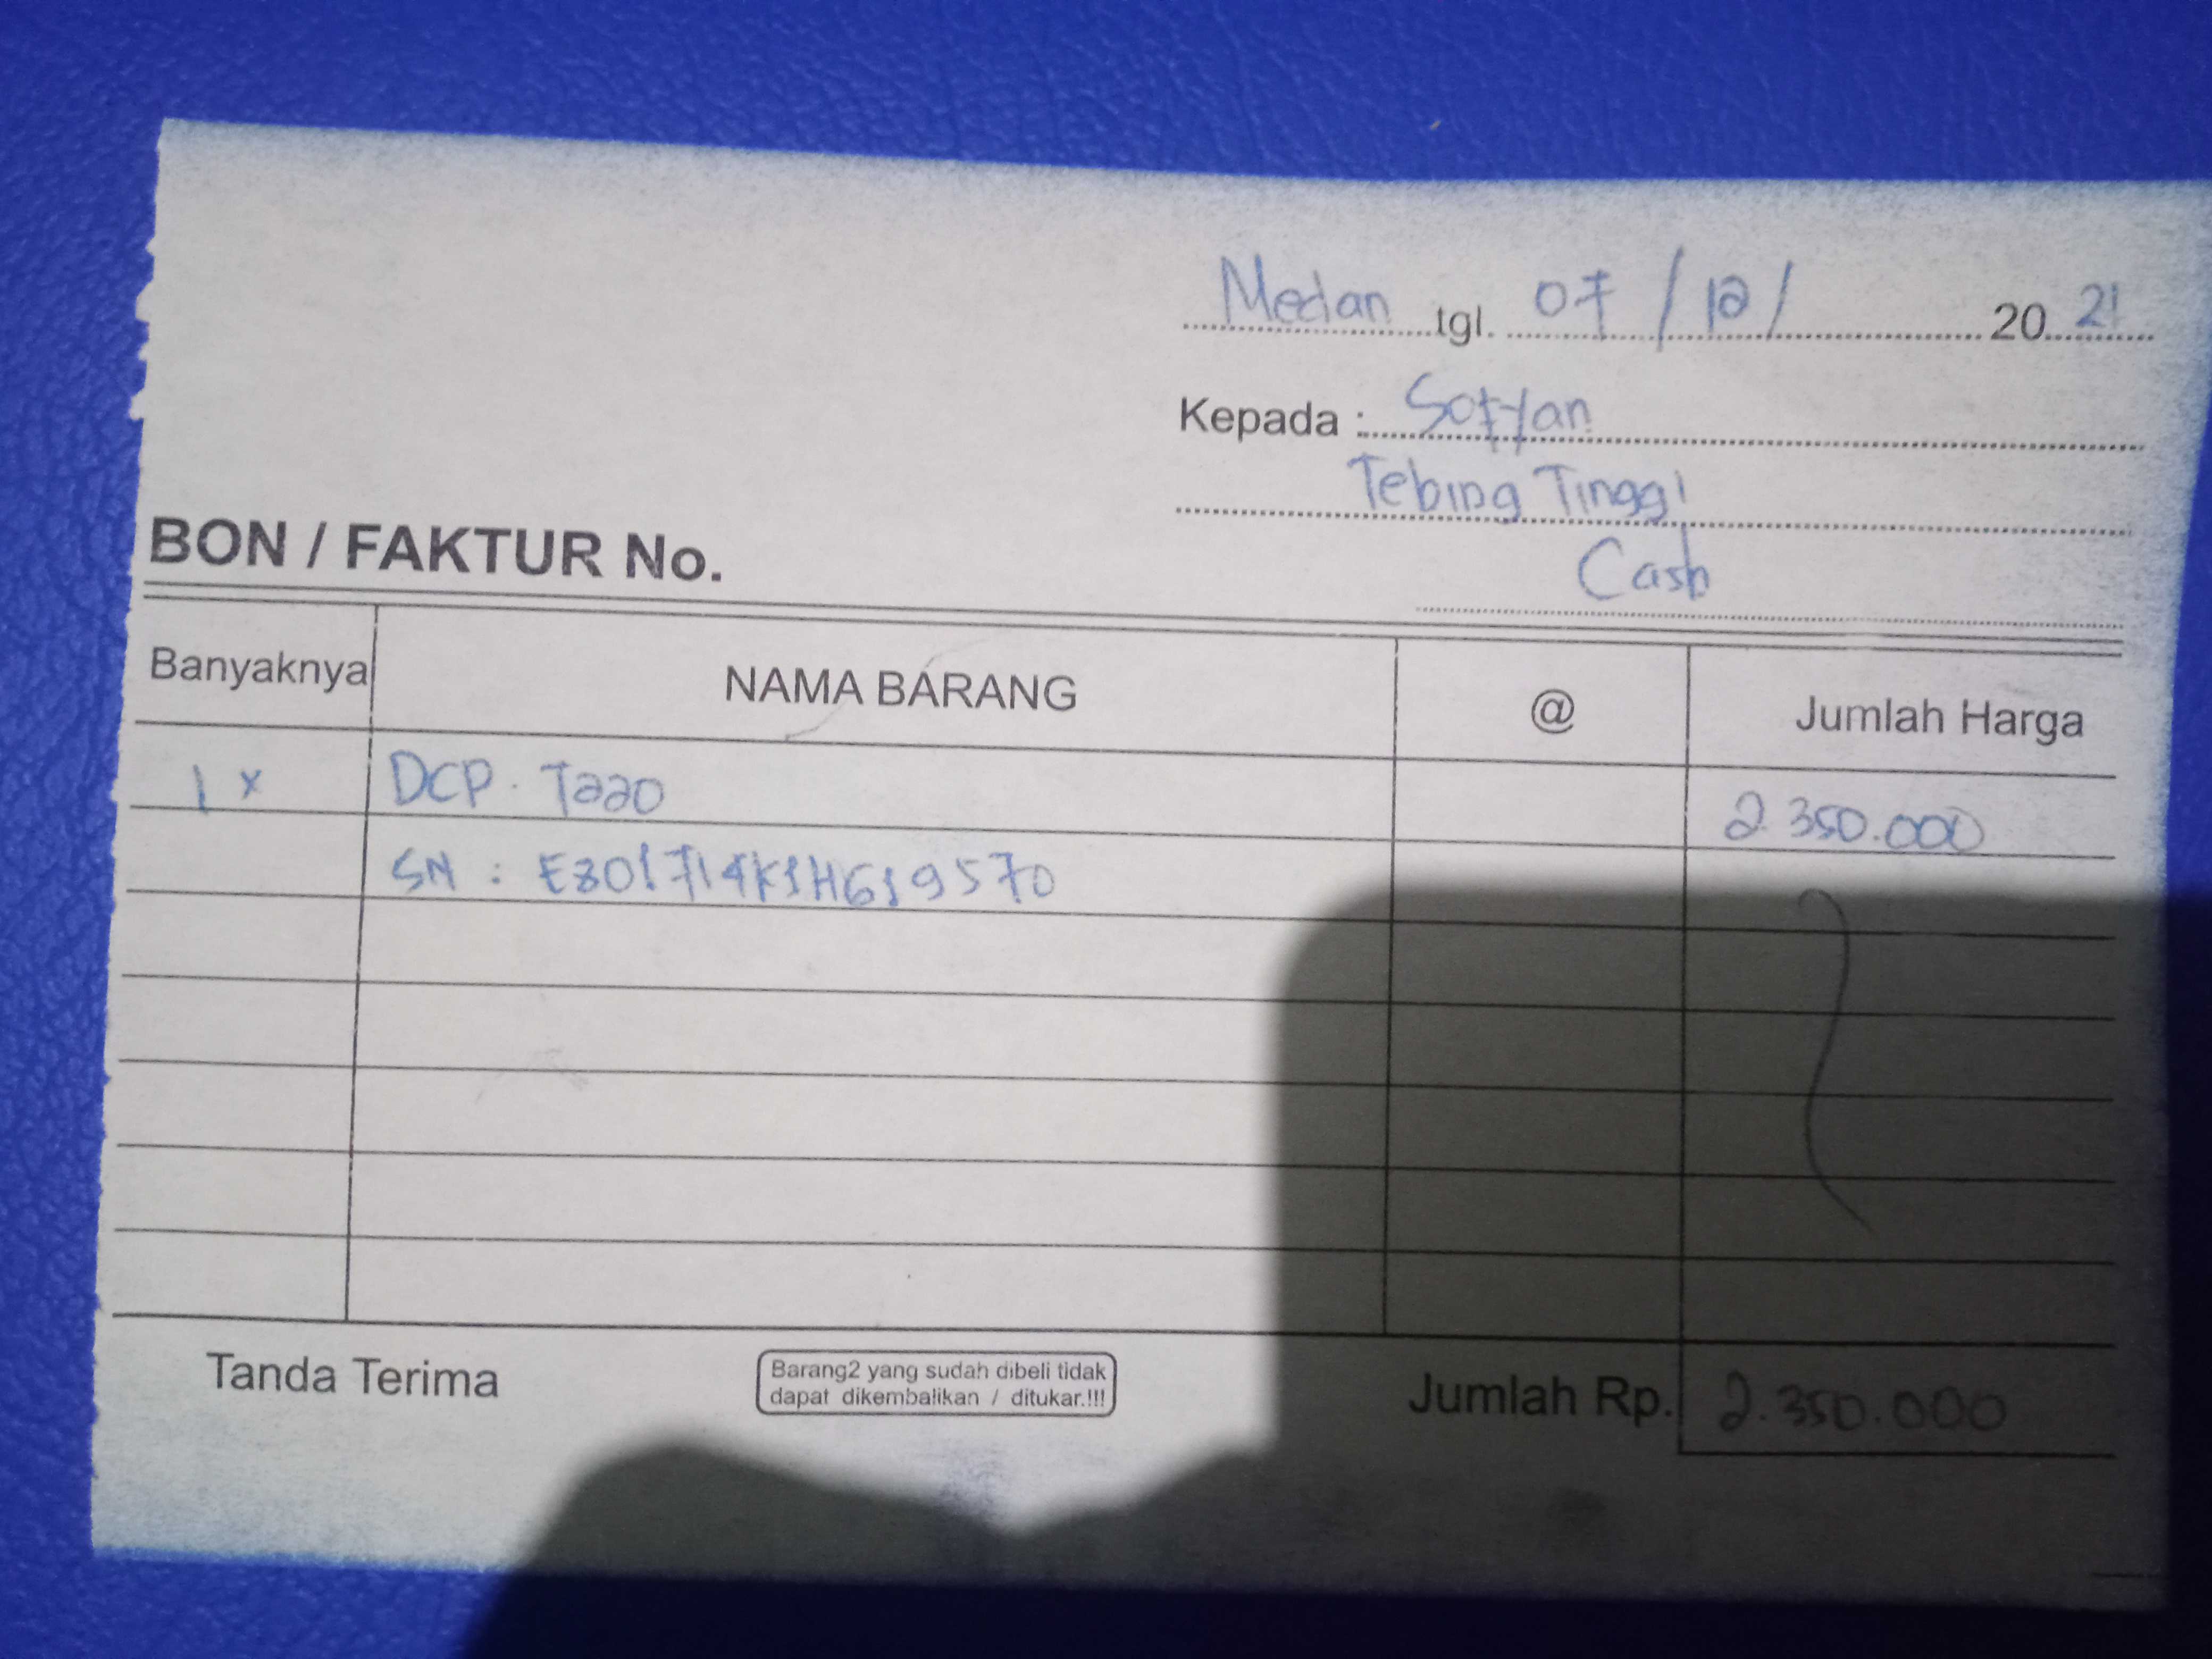 Medan tgl. 07 / 12 / 2021
Kepada : Sofyan
Tebing Tinggi
Cash
BON / FAKTUR No.
Banyaknya NAMA BARANG @ Jumlah Harga
1 x DCP. T220 2.350.000
SN : E801714K1H619570
Tanda Terima
Barang2 yang sudah dibeli tidak
dapat dikembalikan / ditukar.!!!
Jumlah Rp. 2.350.000